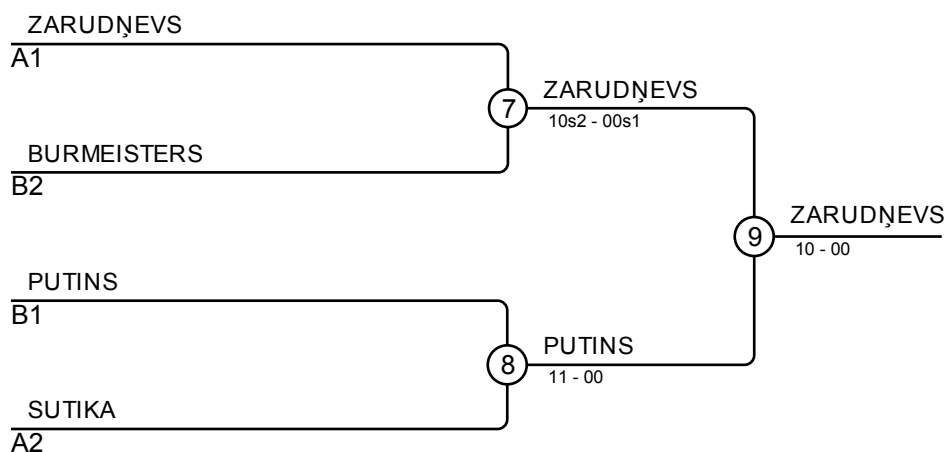 ZARUDŅEVS
A1
7
ZARUDŅEVS
10s2 - 00s1
BURMEISTERS
B2
9
ZARUDŅEVS
10 - 00
PUTINS
B1
8
PUTINS
11 - 00
SUTIKA
A2